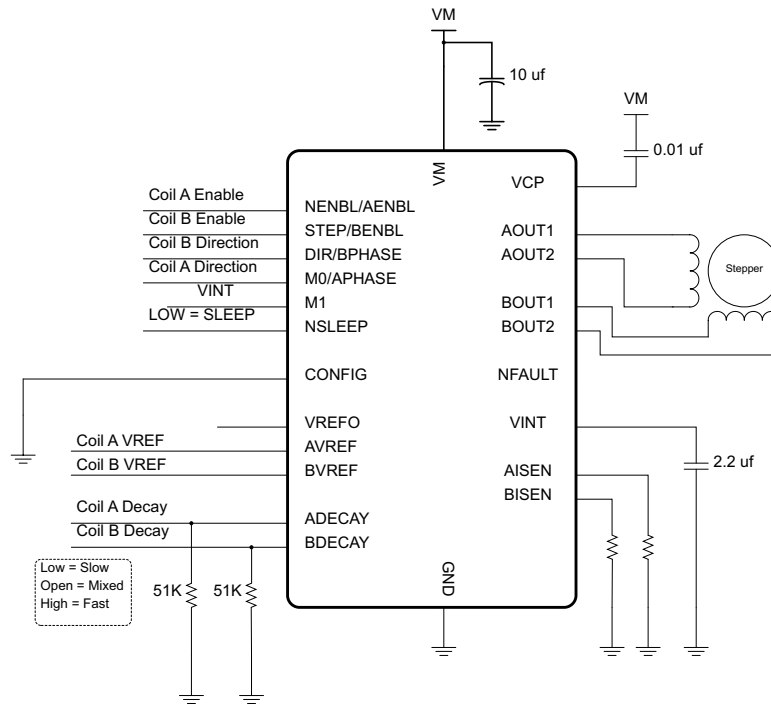 VM
10 uf
VM
0.01 uf
VM
VCP
Coil A Enable
NENBL/AENBL
Coil B Enable
STEP/BENBL
AOUT1
Coil B Direction
DIR/BPHASE
AOUT2
Stepper
Coil A Direction
M0/APHASE
VINT
M1
BOUT1
LOW = SLEEP
NSLEEP
BOUT2
CONFIG
NFAULT
VREFO
VINT
Coil A VREF
AVREF
Coil B VREF
BVREF
AISEN
2.2 uf
BISEN
Coil A Decay
ADECAY
Coil B Decay
BDECAY
Low = Slow
Open = Mixed
High = Fast
51K
51K
GND